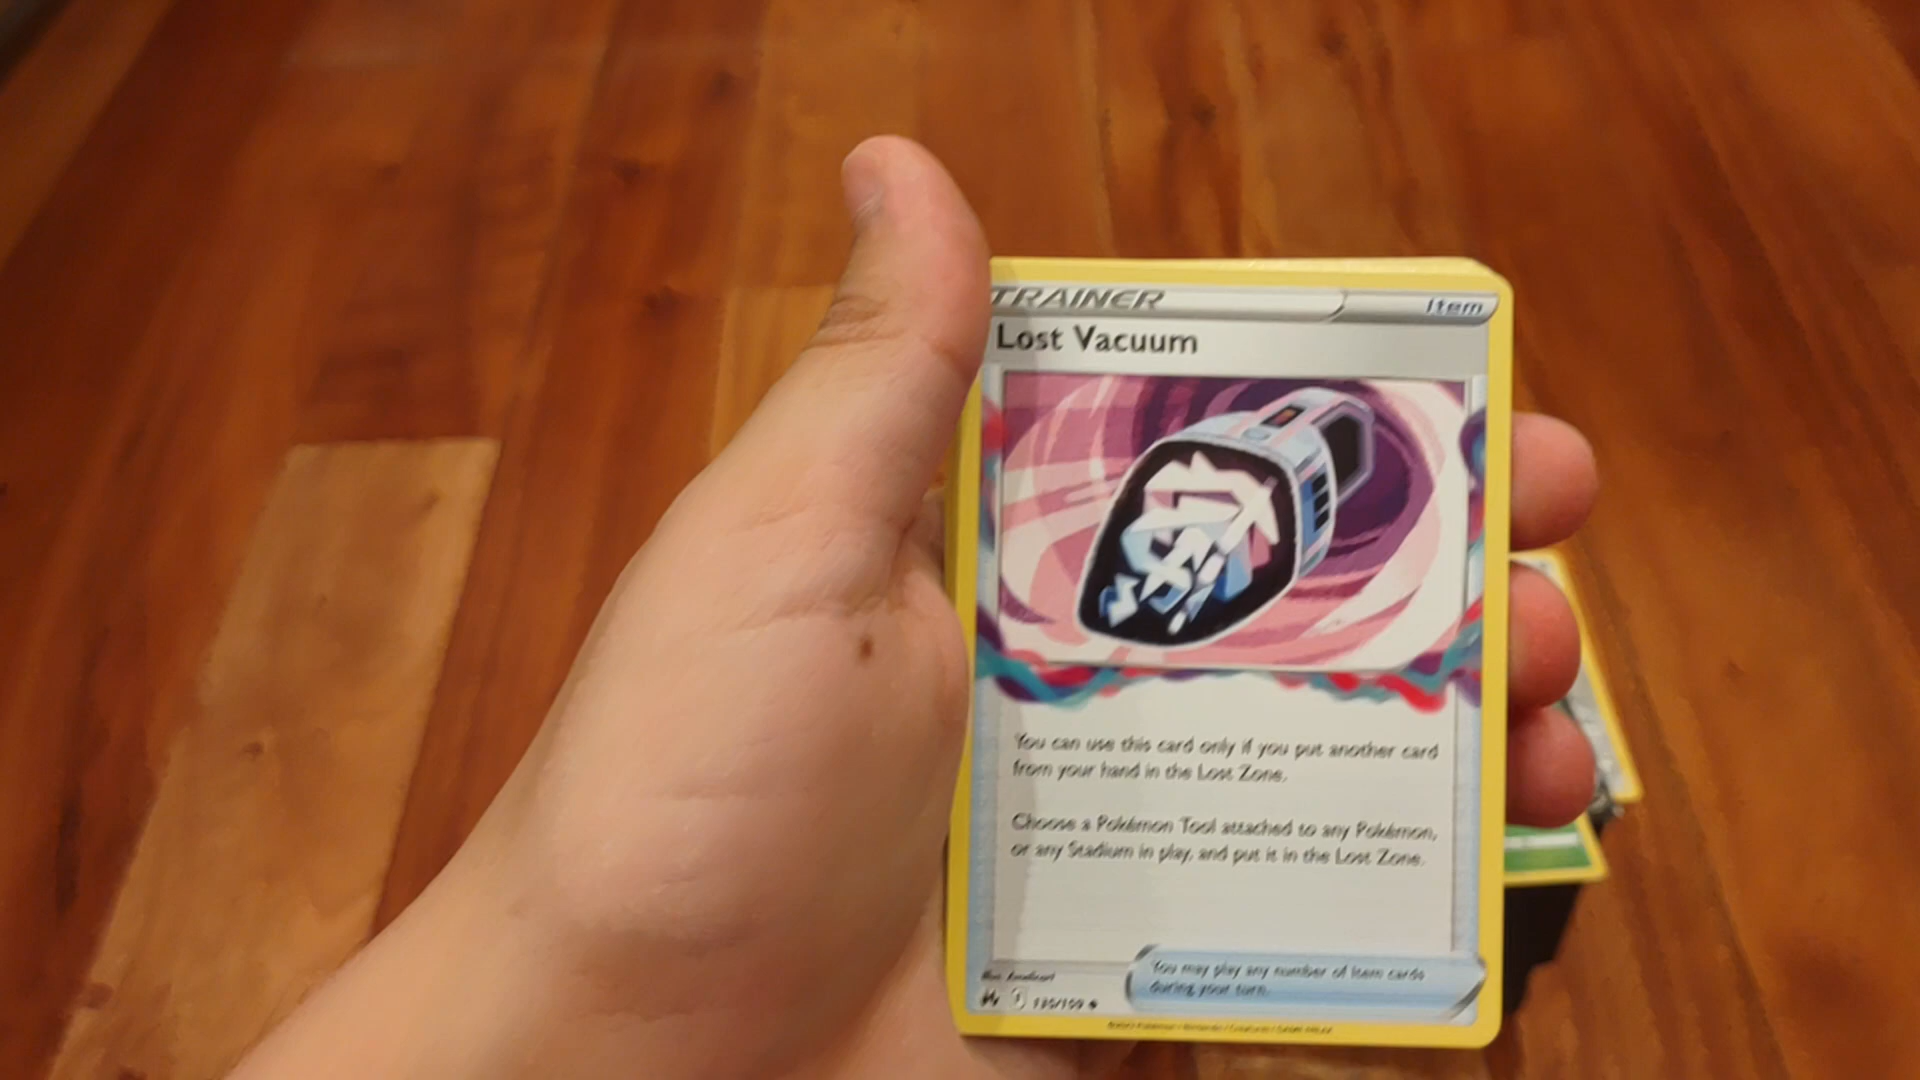 TRAINER
Item
Lost Vacuum
You can use this card only if you put another card
from your hand in the Lost Zone.
Choose a Pokémon Tool attached to any Pokémon,
or any Stadium in play, and put it in the Lost Zone.
You may play any number of Item cards
during your turn.
Illus.